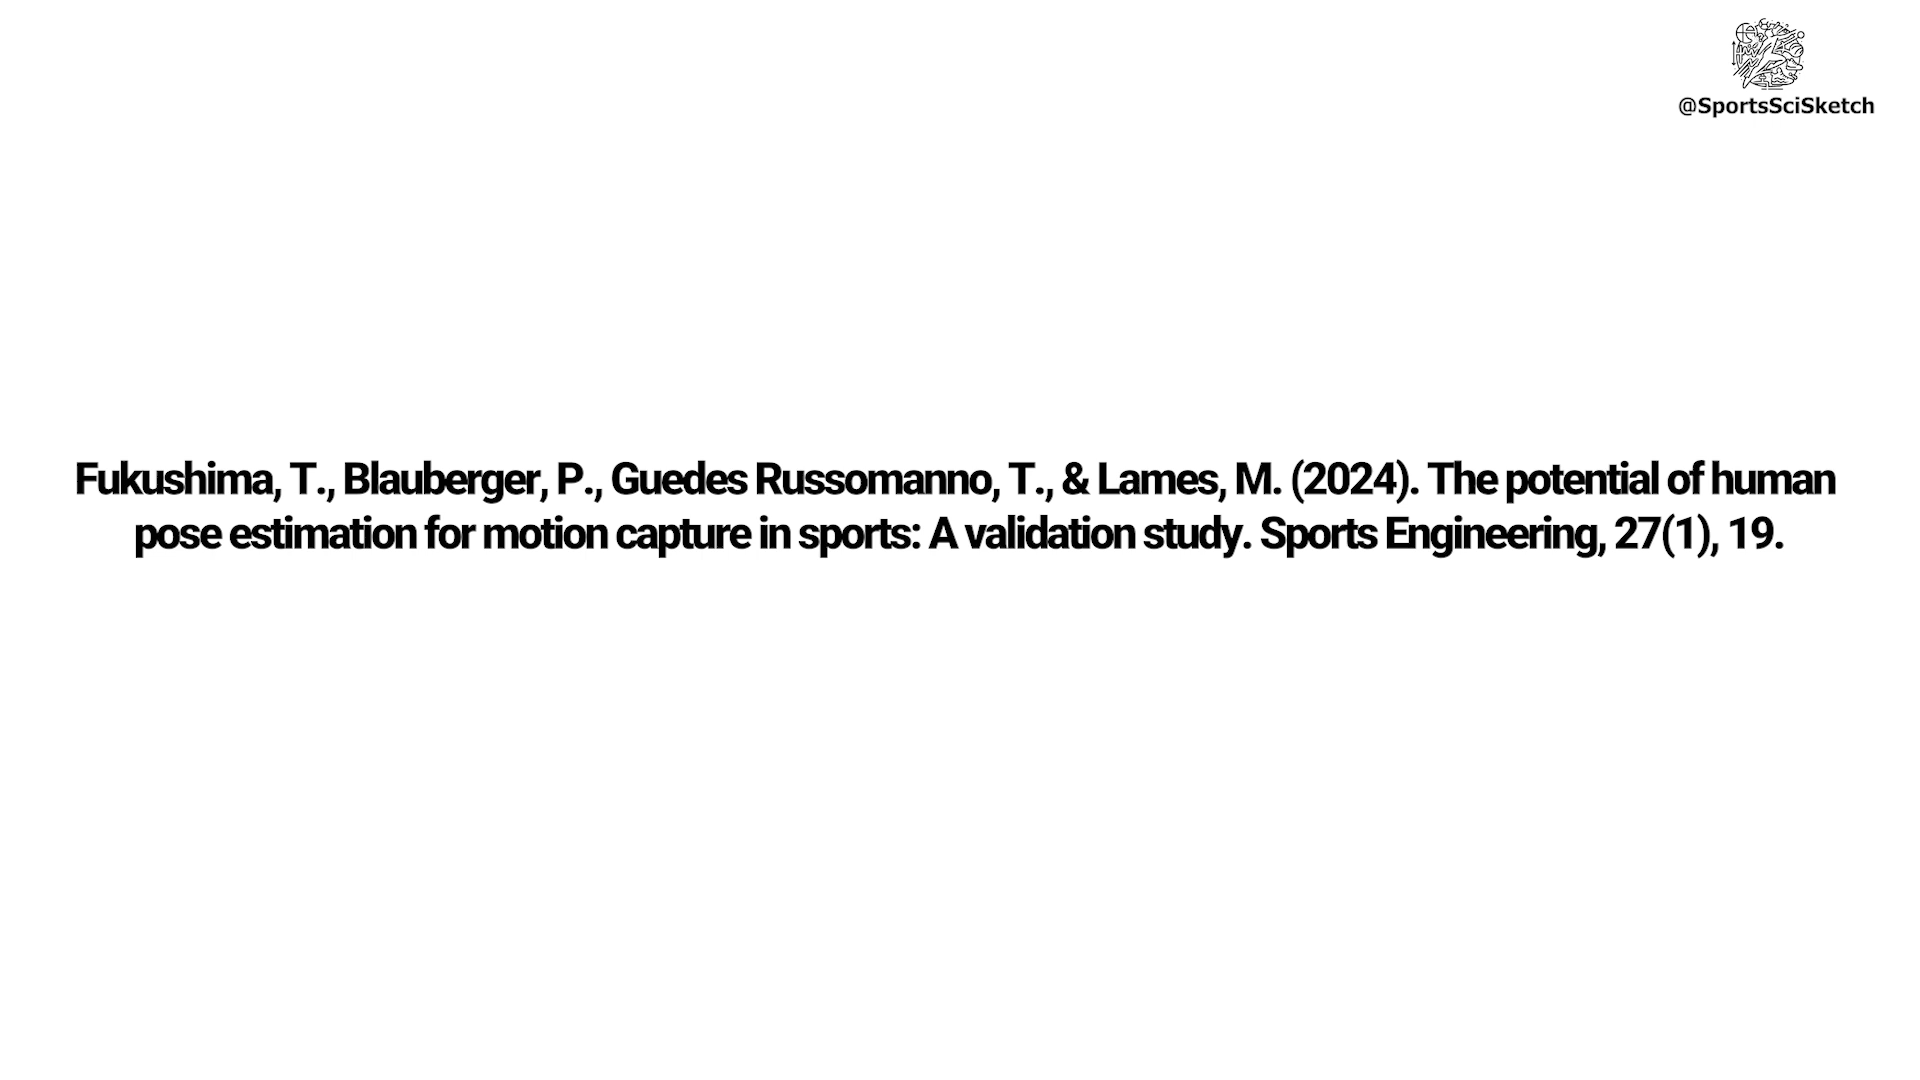 @SportsSciSketch
Fukushima, T., Blauberger, P., Guedes Russomanno, T., & Lames, M. (2024). The potential of human
pose estimation for motion capture in sports: A validation study. Sports Engineering, 27(1), 19.